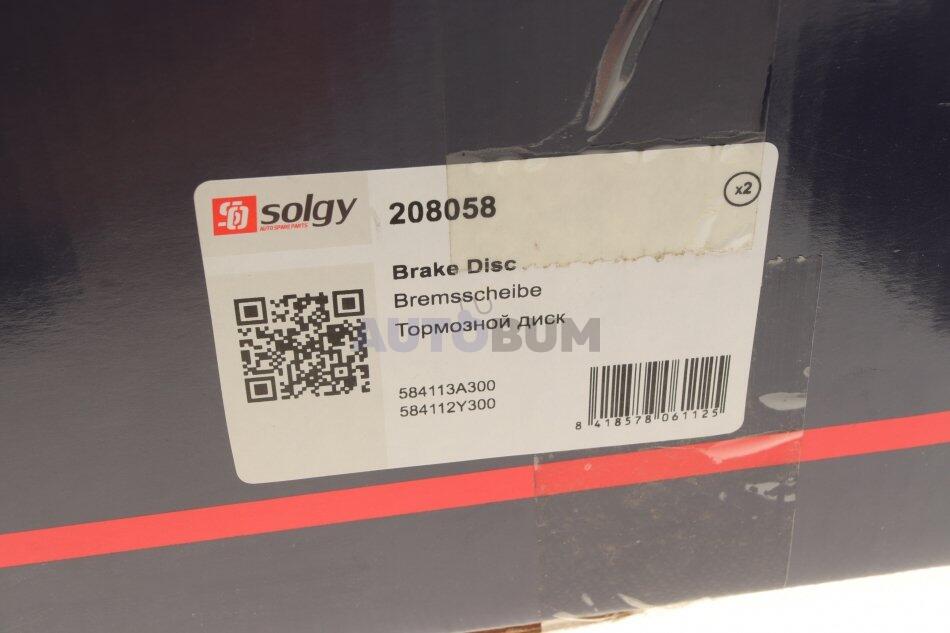 solgy
AUTO SPARE PARTS
208058
x2
Brake Disc
Bremsscheibe
Тормозной диск
AUTOBUM
584113A300
584112Y300
8 418578 061125